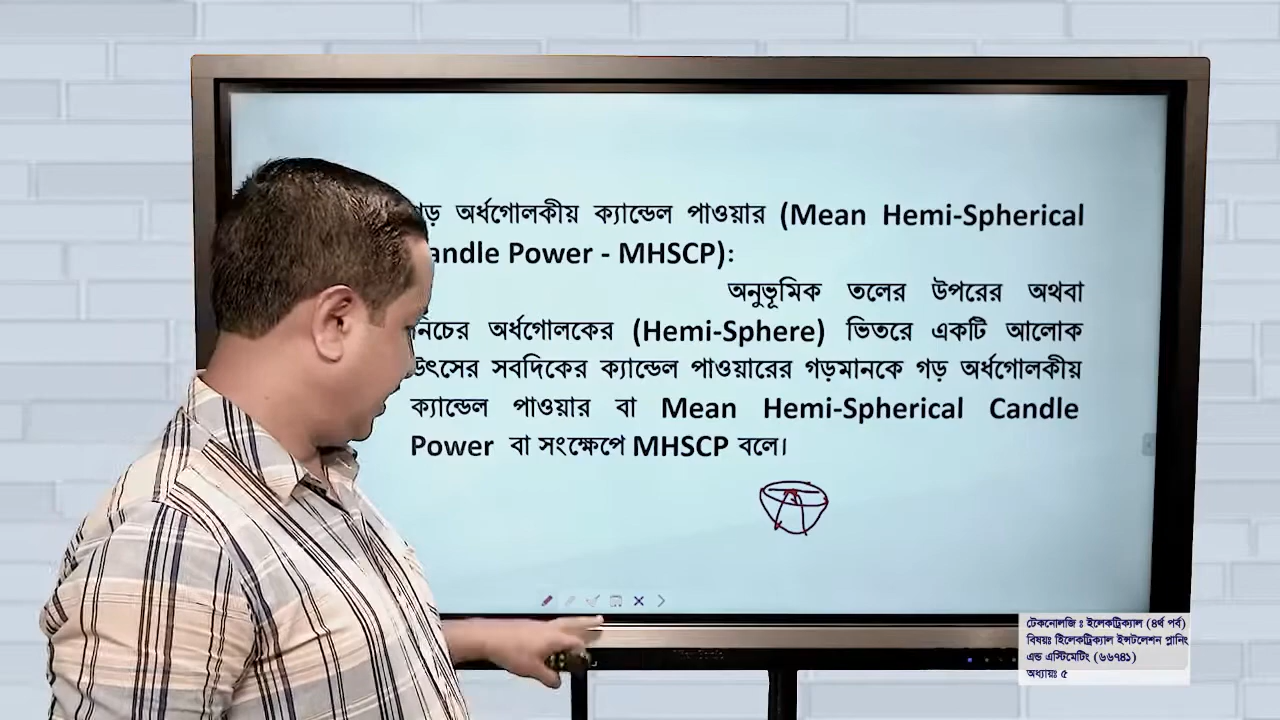 অর্ধগোলকীয় ক্যান্ডেল পাওয়ার (Mean Hemi-Spherical
Power - MHSCP):
অনুভূমিক তলের উপরের অথবা
নিচের অর্ধগোলকের (Hemi-Sphere) ভিতরে একটি আলোক
উৎসের সবদিকের ক্যান্ডেল পাওয়ারের গড়মানকে গড় অর্ধগোলকীয়
ক্যান্ডেল পাওয়ার বা Mean Hemi-Spherical Candle
Power বা সংক্ষেপে MHSCP বলে।
টেকনোলজি ঃ ইলেকট্রিক্যাল (৪র্থ পর্ব)
বিষয়ঃ ইলেকট্রিক্যাল ইন্সটলেশন প্লানিং
এন্ড এস্টিমেটিং (৬৬৭৪১)
অধ্যায়ঃ ৫